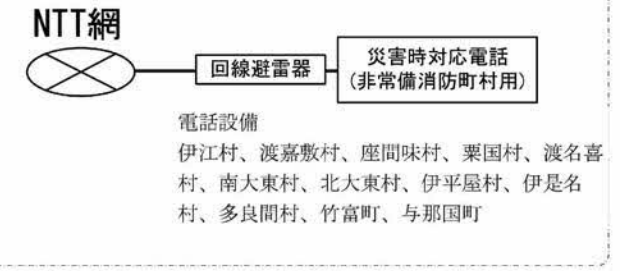 NTT網
回線避雷器
災害時対応電話
(非常備消防町村用)
電話設備
伊江村、渡嘉敷村、座間味村、粟国村、渡名喜
村、南大東村、北大東村、伊平屋村、伊是名
村、多良間村、竹富町、与那国町